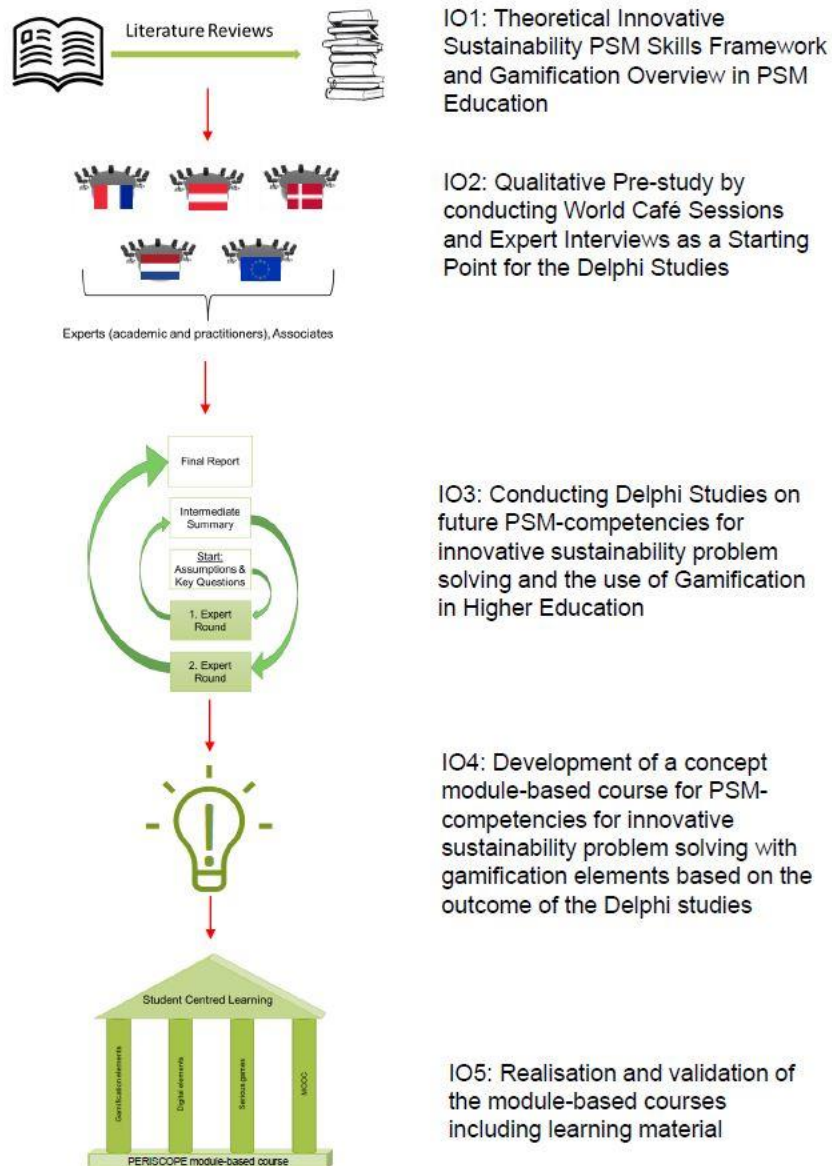 Literature Reviews
IO1: Theoretical Innovative
Sustainability PSM Skills Framework
and Gamification Overview in PSM
Education
IO2: Qualitative Pre-study by
conducting World Café Sessions
and Expert Interviews as a Starting
Point for the Delphi Studies
Experts (academic and practitioners), Associates
Final Report
Intermediate
Summary
Start:
Assumptions &
Key Questions
1. Expert
Round
2. Expert
Round
IO3: Conducting Delphi Studies on
future PSM-competencies for
innovative sustainability problem
solving and the use of Gamification
in Higher Education
IO4: Development of a concept
module-based course for PSM-
competencies for innovative
sustainability problem solving with
gamification elements based on the
outcome of the Delphi studies
Student Centred Learning
Gamification elements
Digital elements
Serious games
MOOC
PERISCOPE module-based course
IO5: Realisation and validation of
the module-based courses
including learning material